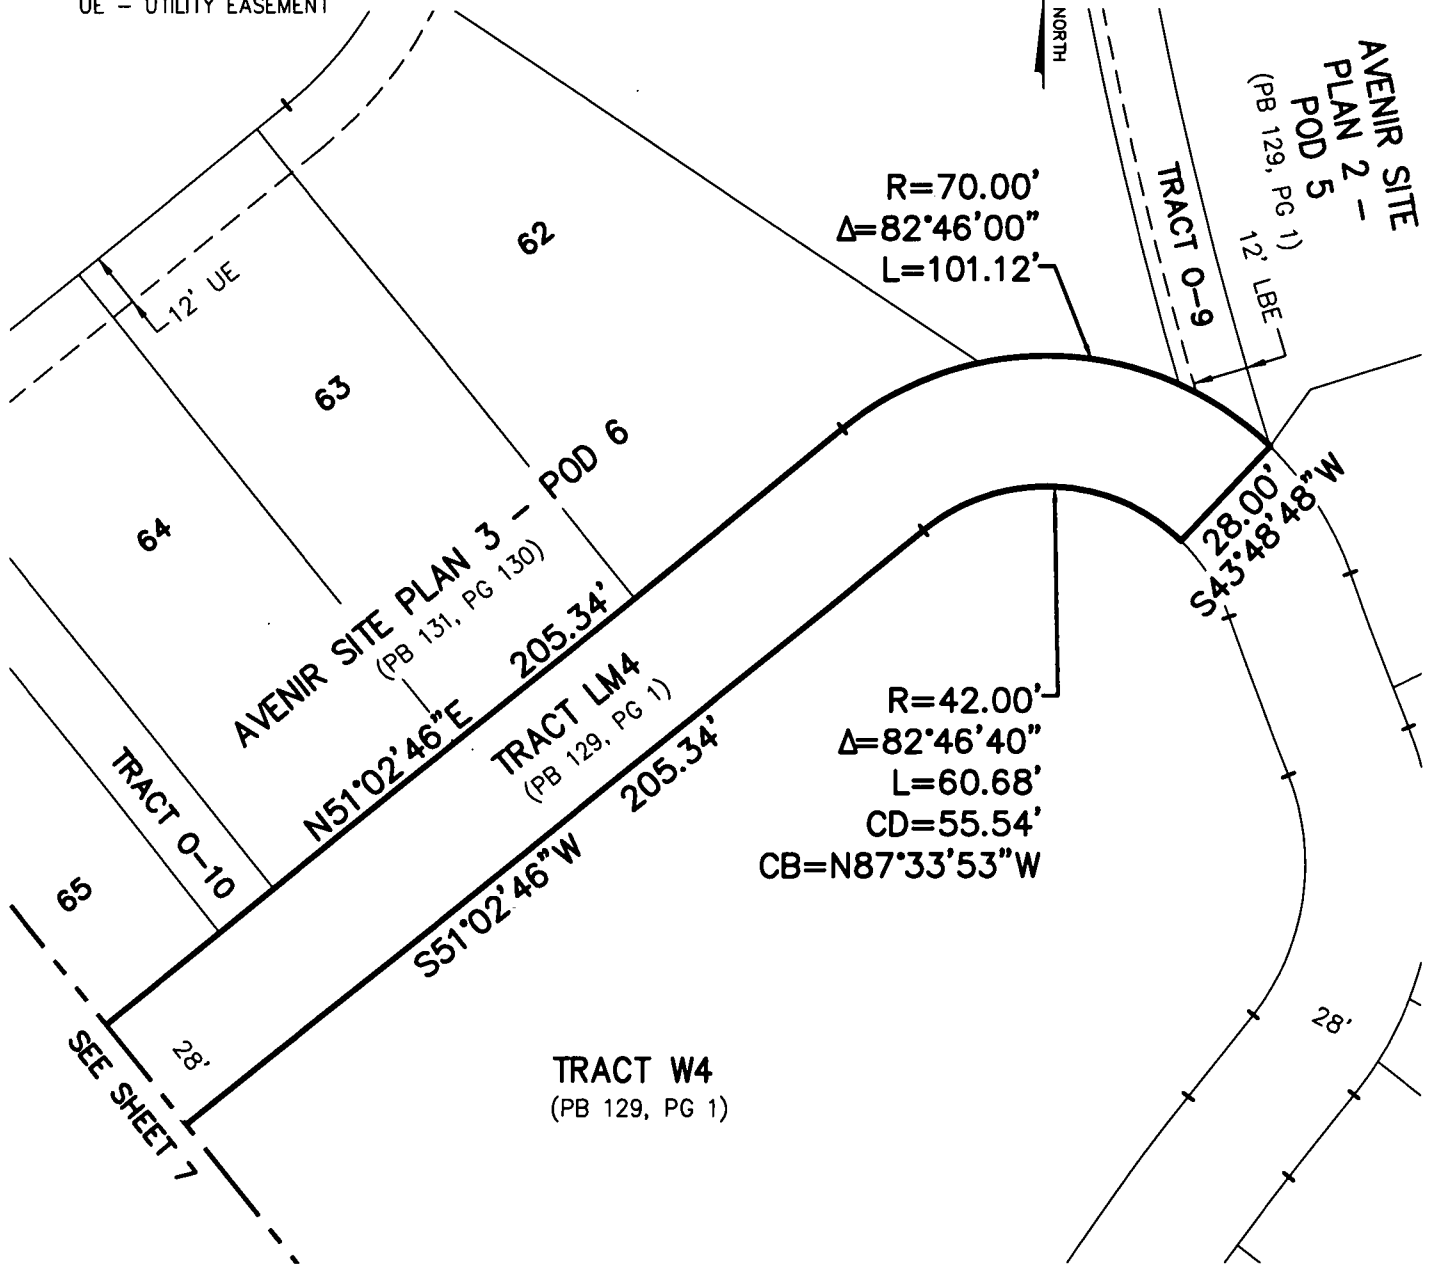 UE - UTILITY EASEMENT
NORTH
AVENIR SITE
PLAN 2 -
POD 5
(PB 129, PG 1)
TRACT O-9
12' LBE
R=70.00'
Δ=82°46'00"
L=101.12'
62
12' UE
63
64
AVENIR SITE PLAN 3 - POD 6
(PB 131, PG 130)
28.00'
S43°48'48"W
N51°02'46"E 205.34'
TRACT LM4
(PB 129, PG 1)
S51°02'46"W 205.34'
R=42.00'
Δ=82°46'40"
L=60.68'
CD=55.54'
CB=N87°33'53"W
TRACT O-10
65
28'
SEE SHEET 7
TRACT W4
(PB 129, PG 1)
28'